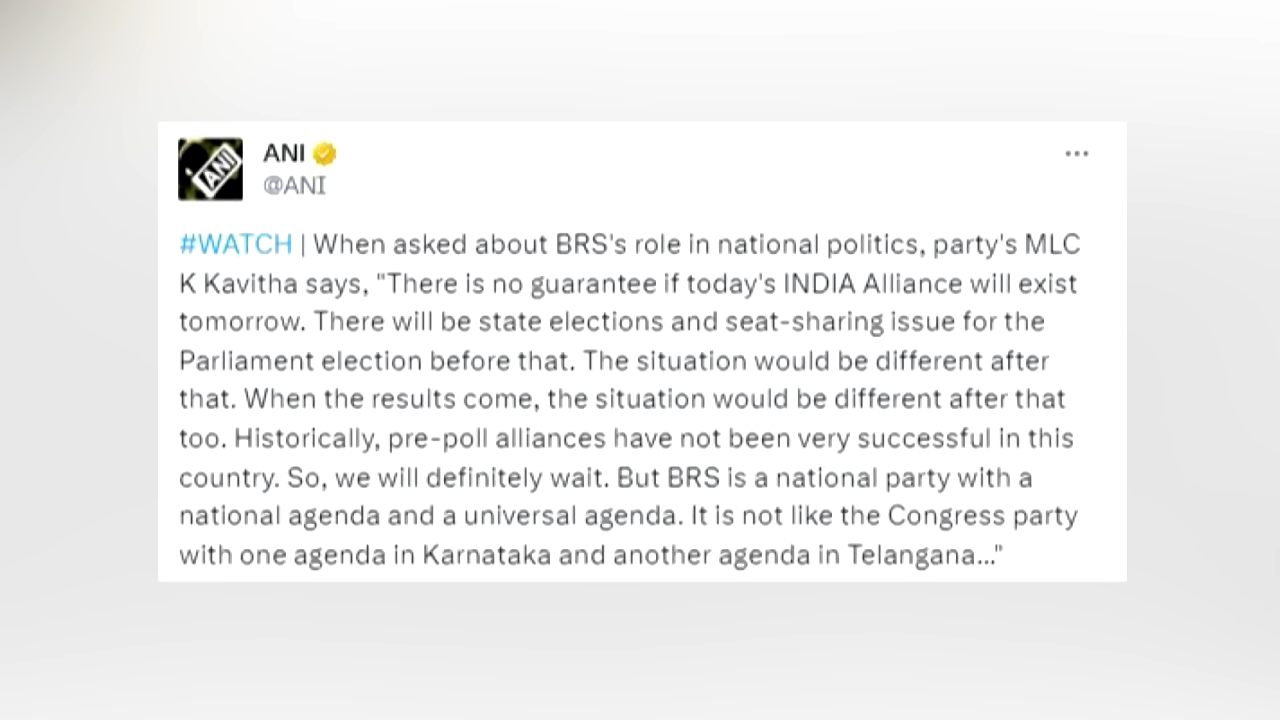 ANI
ANI
@ANI
#WATCH | When asked about BRS's role in national politics, party's MLC
K Kavitha says, "There is no guarantee if today's INDIA Alliance will exist
tomorrow. There will be state elections and seat-sharing issue for the
Parliament election before that. The situation would be different after
that. When the results come, the situation would be different after that
too. Historically, pre-poll alliances have not been very successful in this
country. So, we will definitely wait. But BRS is a national party with a
national agenda and a universal agenda. It is not like the Congress party
with one agenda in Karnataka and another agenda in Telangana..."